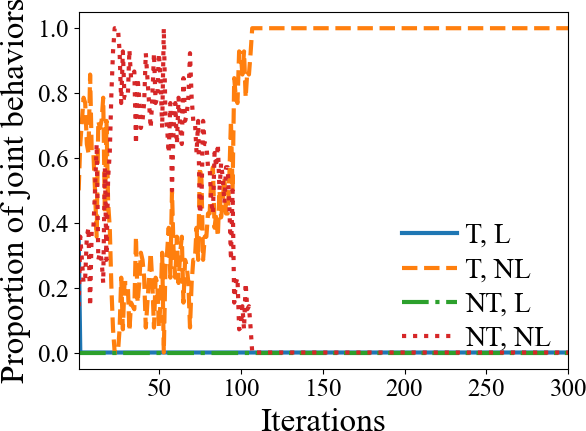 Proportion of joint behaviors
1.0
0.8
0.6
0.4
0.2
0.0
T, L
T, NL
NT, L
NT, NL
50 100 150 200 250 300
Iterations